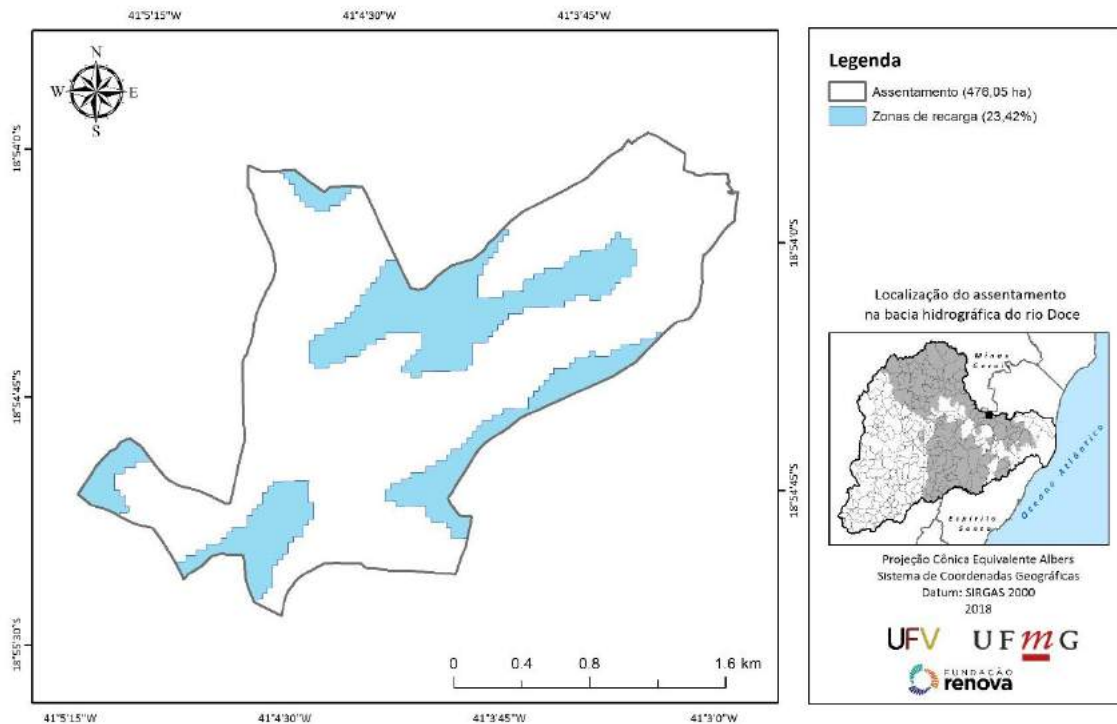 41°5'15"W
41°4'30"W
41°3'45"W
N
W
E
S
18°54'0"S
18°54'45"S
18°55'30"S
18°54'0"S
18°54'45"S
0
0.4
0.8
1.6 km
41°5'15"W
41°4'30"W
41°3'45"W
41°3'0"W
Legenda
Assentamento (476,05 ha)
Zonas de recarga (23,42%)
Localização do assentamento
na bacia hidrográfica do rio Doce
Minas
Gerais
Espírito
Santo
Oceano Atlântico
Projeção Cônica Equivalente Albers
Sistema de Coordenadas Geográficas
Datum: SIRGAS 2000
2018
UFV
UFmG
FUNDAÇÃO
renova